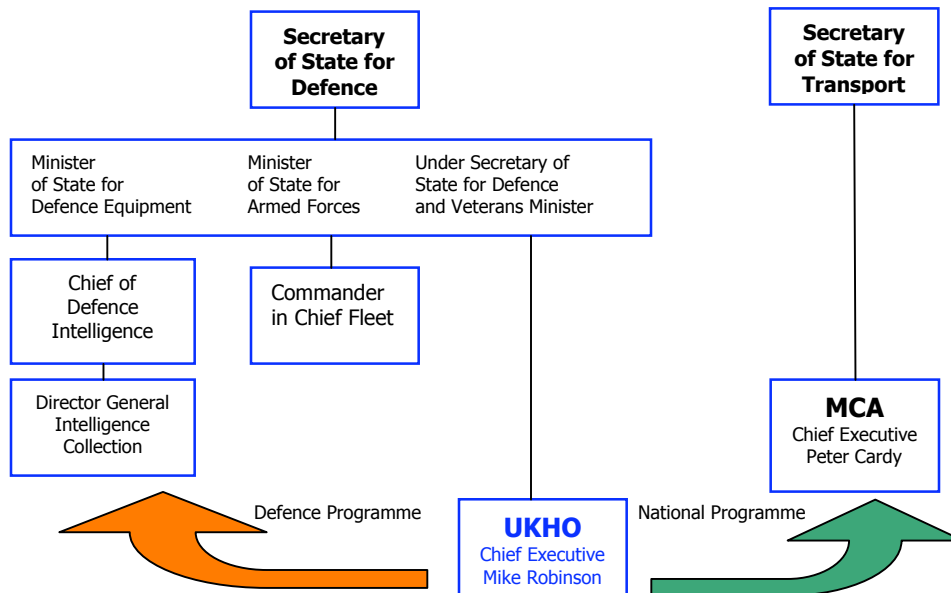 Secretary
of State for
Defence
Secretary
of State for
Transport
Minister
of State for
Defence Equipment
Minister
of State for
Armed Forces
Under Secretary of
State for Defence
and Veterans Minister
Chief of
Defence
Intelligence
Commander
in Chief Fleet
Director General
Intelligence
Collection
MCA
Chief Executive
Peter Cardy
Defence Programme
UKHO
Chief Executive
Mike Robinson
National Programme